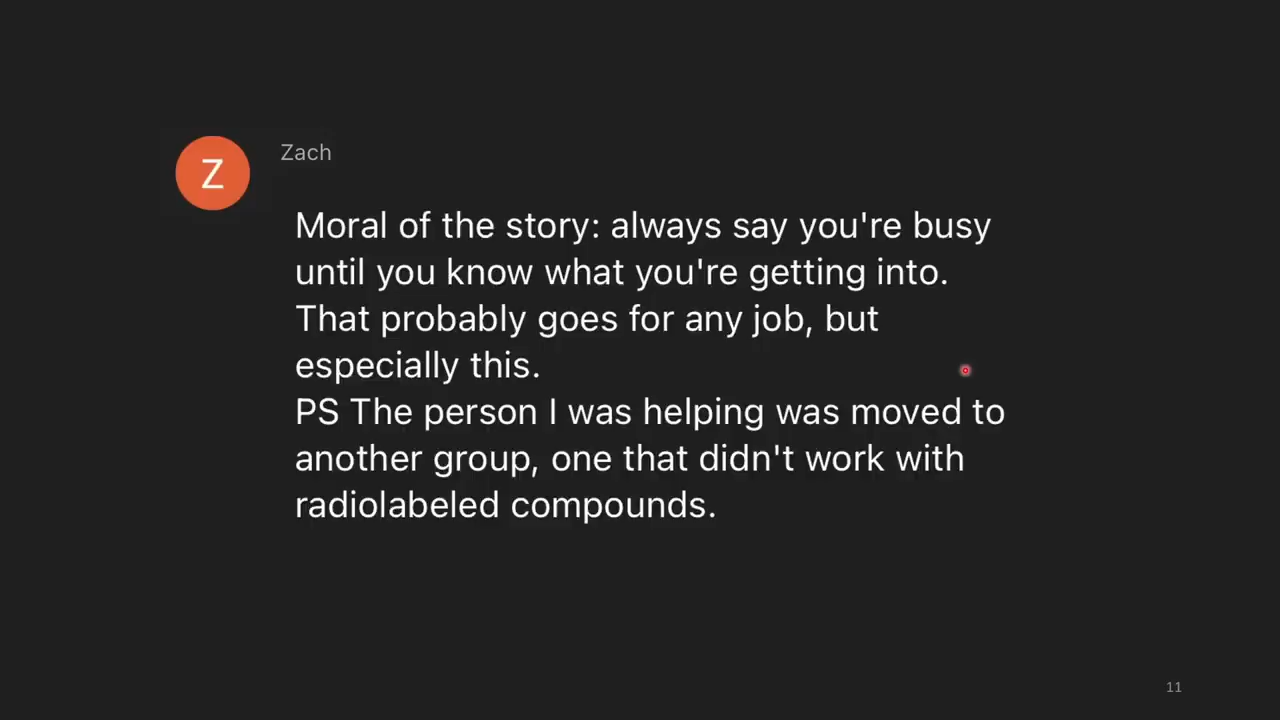 Z
Zach
Moral of the story: always say you're busy
until you know what you're getting into.
That probably goes for any job, but
especially this.
PS The person I was helping was moved to
another group, one that didn't work with
radiolabeled compounds.
11